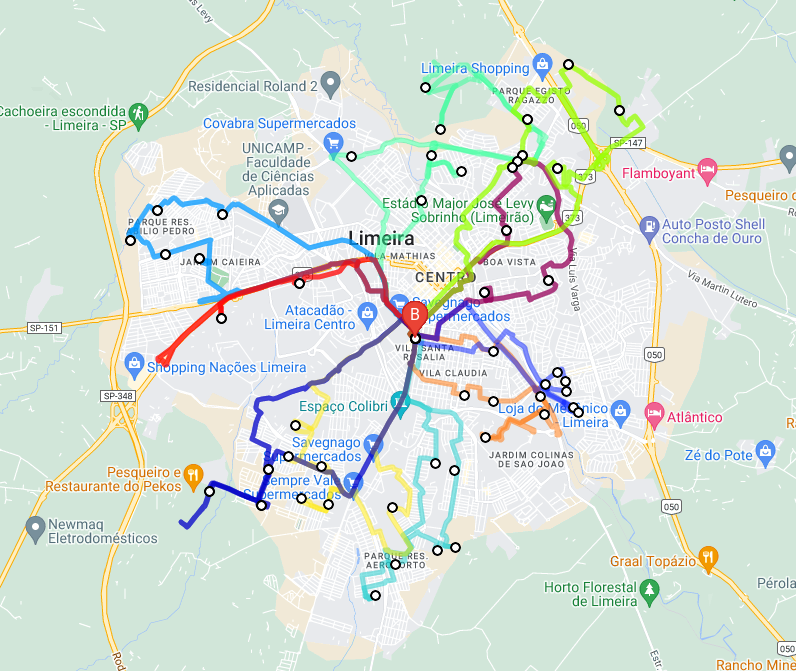 Rod. Levy
Limeira Shopping
Residencial Roland 2
PARQUE EGISTO
RAGAZZO
Cachoeira escondida
Limeira - SP
Covabra Supermercados
050
SP-147
UNICAMP -
Faculdade
de Ciências
Aplicadas
373
Flamboyant
Pesqueiro e
Estádio Major José Levy
Sobrinho (Limeirão)
373
PARQUE RES.
ABILIO PEDRO
Auto Posto Shell
Concha de Ouro
Limeira
VILA MATHIAS
JARDIM CAIEIRA
BOA VISTA
CENTRO
Via Luis Varga
Via Martin Lutero
Atacadão -
Limeira Centro
Savegnago
Supermercados
B
SP-151
VILA SANTA
ROSALIA
050
Shopping Nações Limeira
VILA CLAUDIA
SP-348
Espaço Colibri
Loja do Mecânico
- Limeira
Atlântico
Savegnago
Supermercados
JARDIM COLINAS
DE SAO JOAO
Zé do Pote
Pesqueiro e
Restaurante do Pekos
Sempre Vale
Supermercados
050
Newmaq
Eletrodomésticos
PARQUE RES.
AEROPORTO
Graal Topázio
Horto Florestal
de Limeira
Pérola
050
Rod
Estr.
Rancho Mine